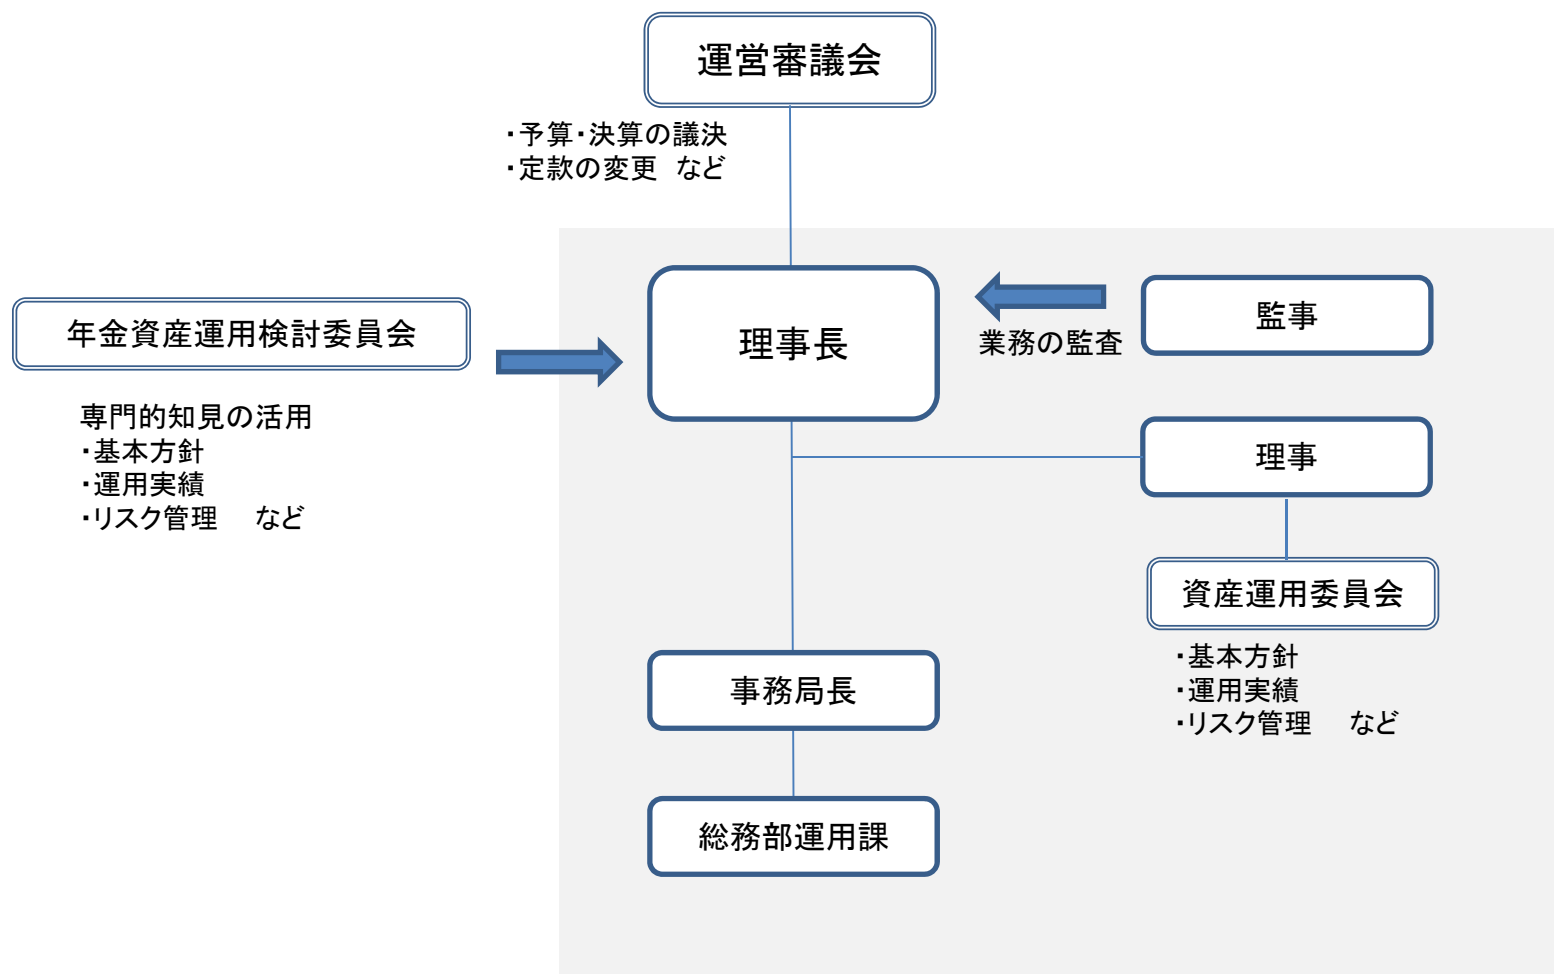 運営審議会
・予算・決算の議決
・定款の変更 など
年金資産運用検討委員会
専門的知見の活用
・基本方針
・運用実績
・リスク管理 など
理事長
業務の監査
監事
理事
資産運用委員会
・基本方針
・運用実績
・リスク管理 など
事務局長
総務部運用課